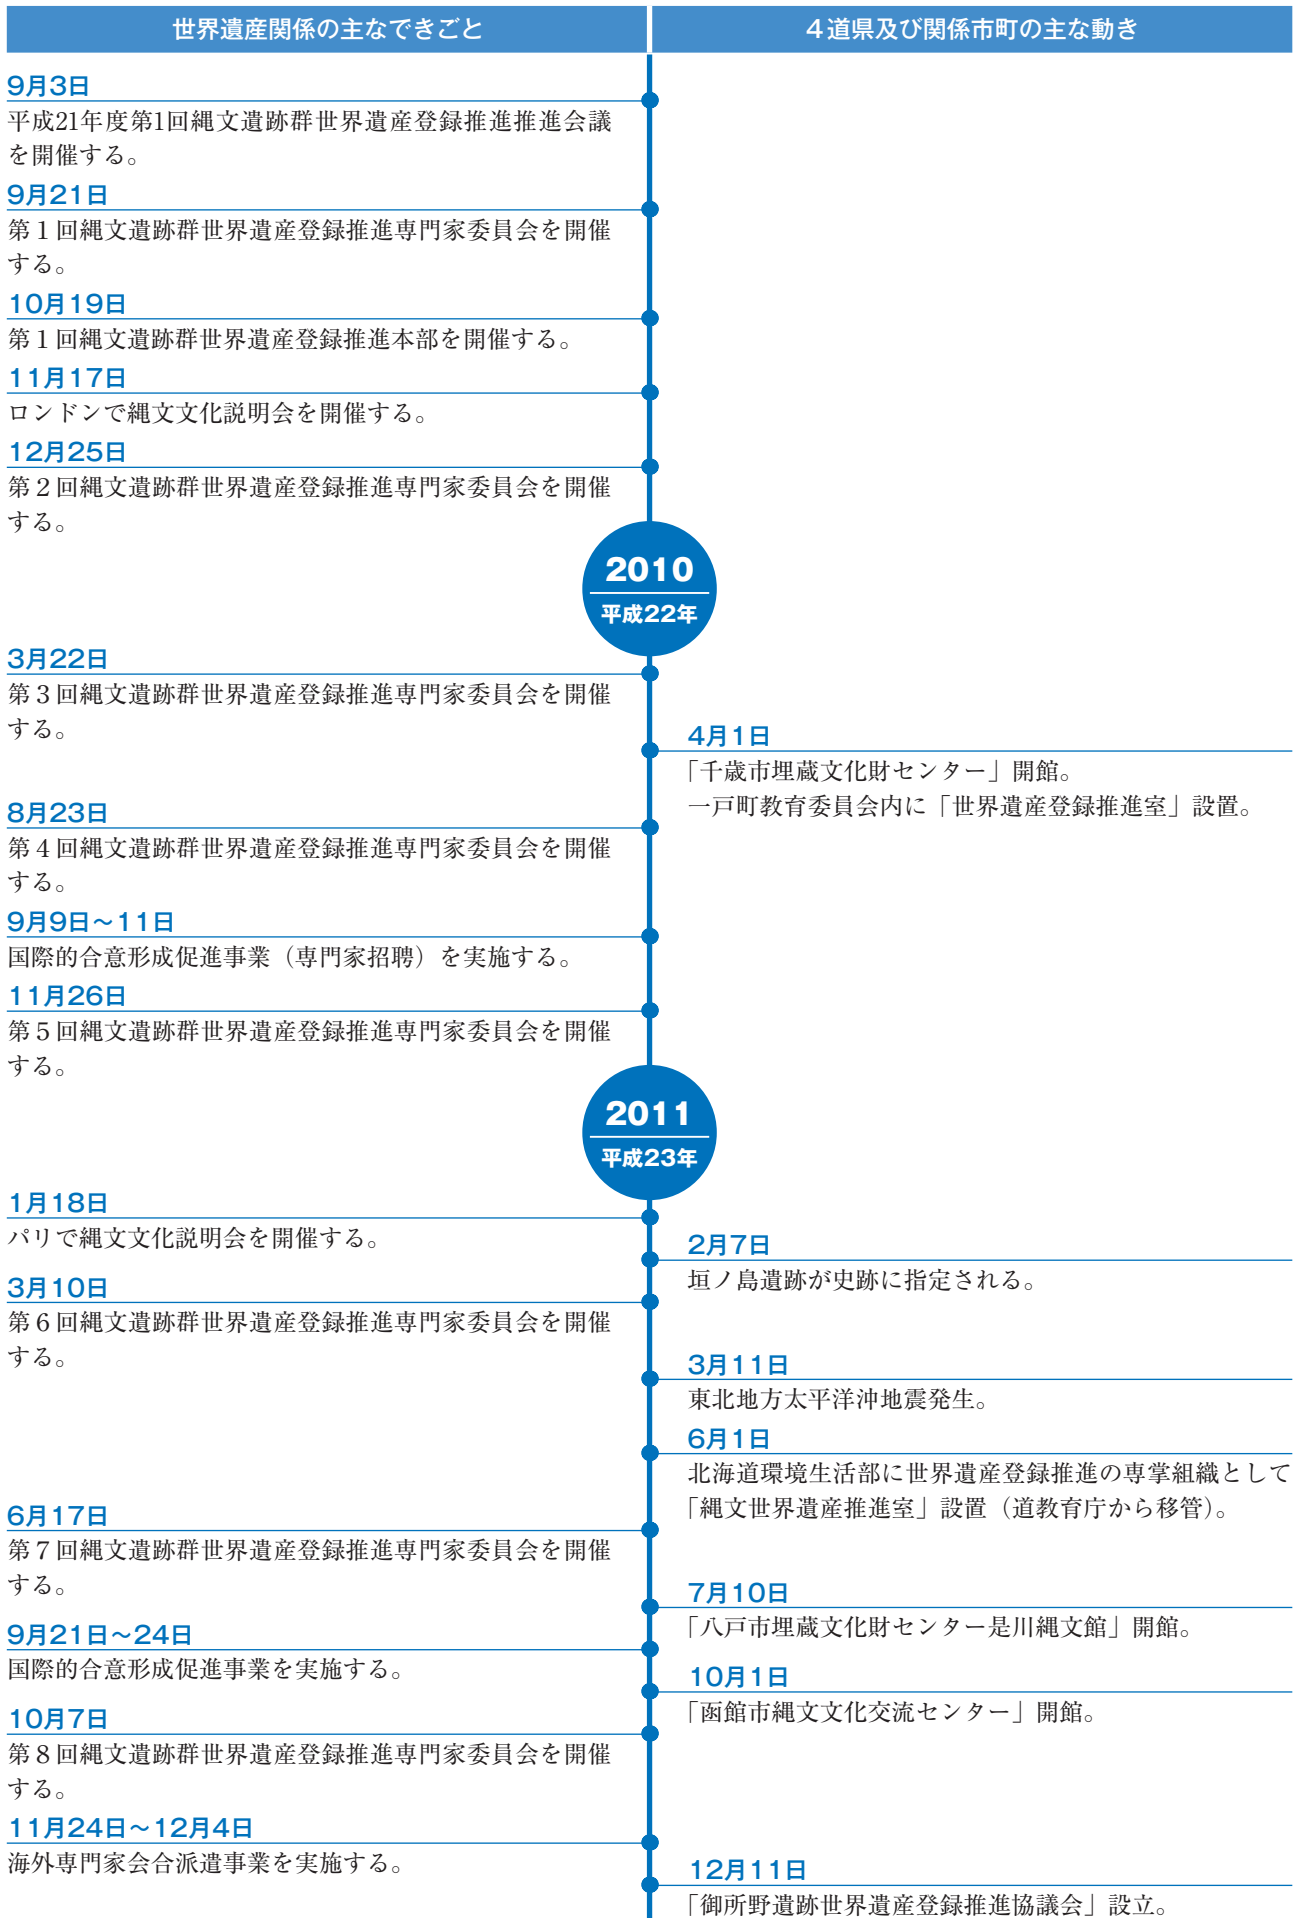 世界遺産関係の主なできごと
４道県及び関係市町の主な動き
9月3日
平成21年度第1回縄文遺跡群世界遺産登録推進推進会議
を開催する。
9月21日
第１回縄文遺跡群世界遺産登録推進専門家委員会を開催
する。
10月19日
第１回縄文遺跡群世界遺産登録推進本部を開催する。
11月17日
ロンドンで縄文文化説明会を開催する。
12月25日
第２回縄文遺跡群世界遺産登録推進専門家委員会を開催
する。
2010
平成22年
3月22日
第３回縄文遺跡群世界遺産登録推進専門家委員会を開催
する。
4月1日
「千歳市埋蔵文化財センター」開館。
一戸町教育委員会内に「世界遺産登録推進室」設置。
8月23日
第４回縄文遺跡群世界遺産登録推進専門家委員会を開催
する。
9月9日～11日
国際的合意形成促進事業（専門家招聘）を実施する。
11月26日
第５回縄文遺跡群世界遺産登録推進専門家委員会を開催
する。
2011
平成23年
1月18日
パリで縄文文化説明会を開催する。
2月7日
垣ノ島遺跡が史跡に指定される。
3月10日
第６回縄文遺跡群世界遺産登録推進専門家委員会を開催
する。
3月11日
東北地方太平洋沖地震発生。
6月1日
北海道環境生活部に世界遺産登録推進の専掌組織として
「縄文世界遺産推進室」設置（道教育庁から移管）。
6月17日
第７回縄文遺跡群世界遺産登録推進専門家委員会を開催
する。
7月10日
「八戸市埋蔵文化財センター是川縄文館」開館。
9月21日～24日
国際的合意形成促進事業を実施する。
10月1日
「函館市縄文文化交流センター」開館。
10月7日
第８回縄文遺跡群世界遺産登録推進専門家委員会を開催
する。
11月24日～12月4日
海外専門家会合派遣事業を実施する。
12月11日
「御所野遺跡世界遺産登録推進協議会」設立。